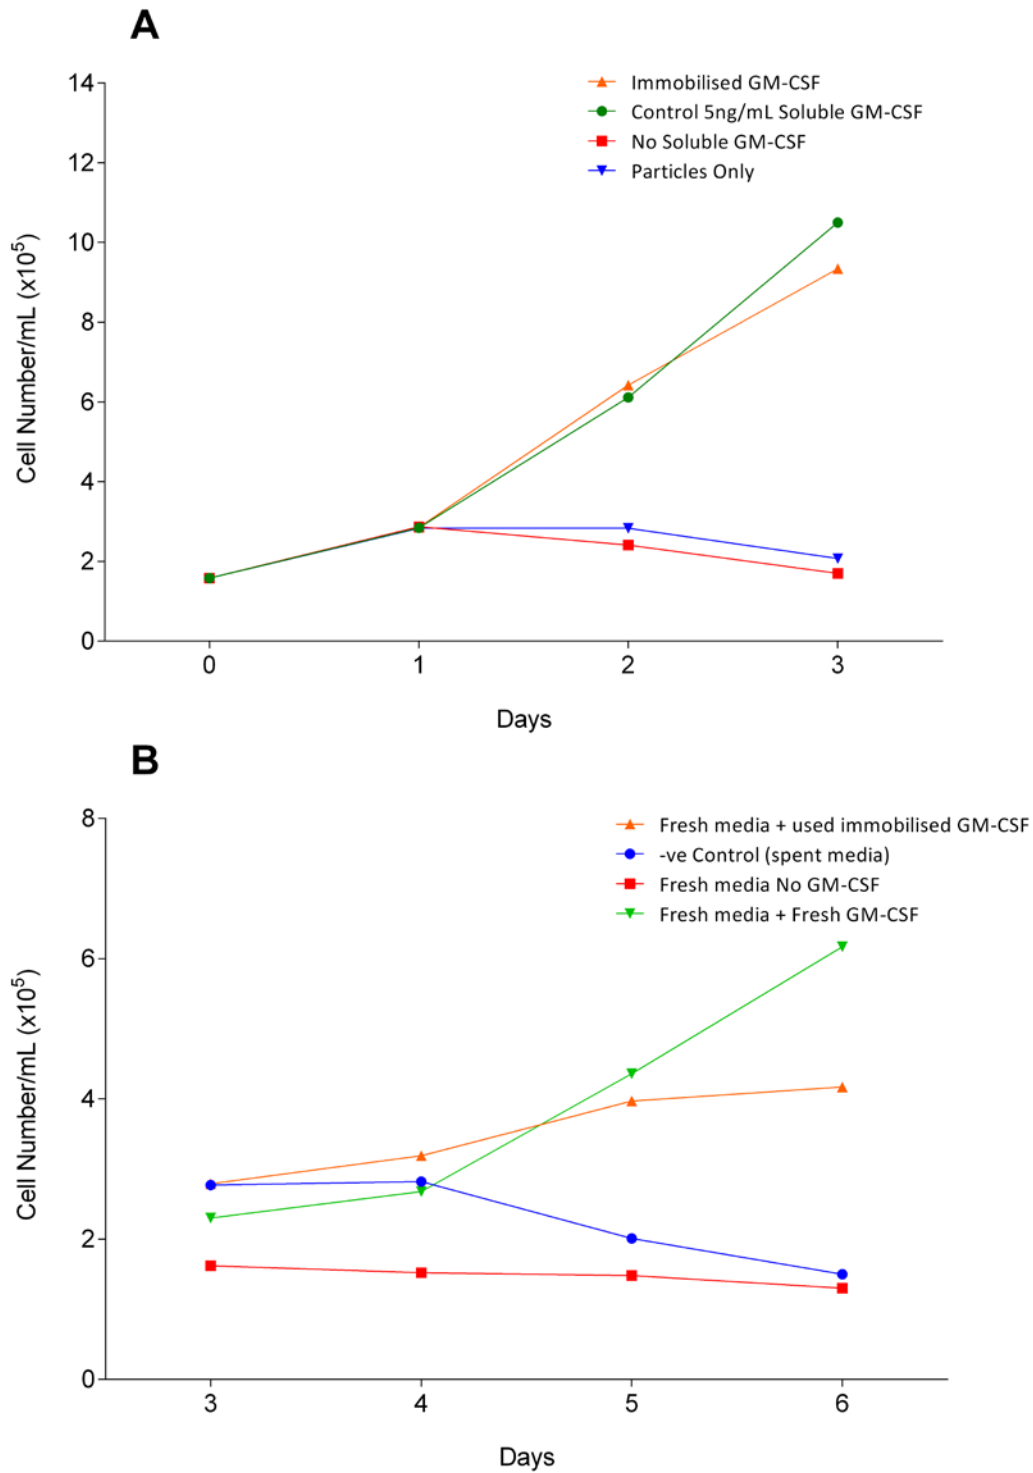 A
14
12
10
8
6
4
2
0
Cell Number/mL (x10⁵)
Immobilised GM-CSF
Control 5ng/mL Soluble GM-CSF
No Soluble GM-CSF
Particles Only
0 1 2 3
Days
B
8
6
4
2
0
Cell Number/mL (x10⁵)
Fresh media + used immobilised GM-CSF
-ve Control (spent media)
Fresh media No GM-CSF
Fresh media + Fresh GM-CSF
3 4 5 6
Days